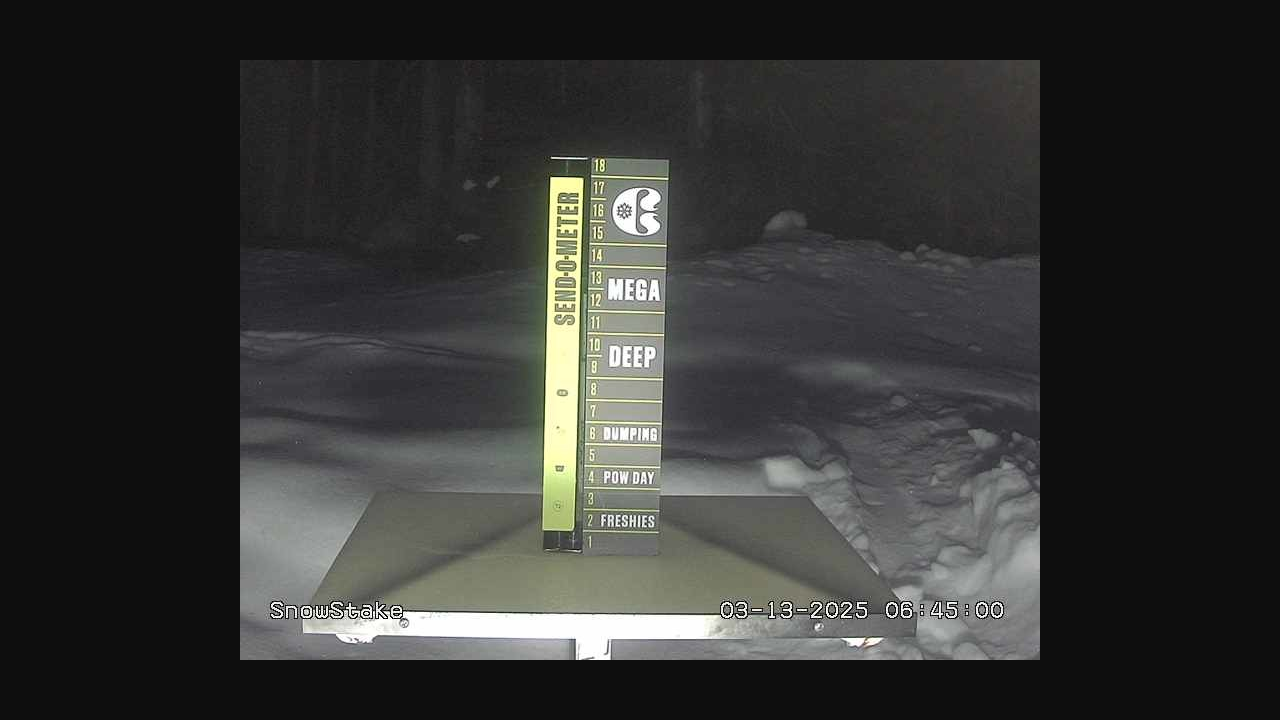 SEND-O-METER
18
17
16
15
14
13
12
MEGA
11
10
9
DEEP
8
7
6 DUMPING
5
4 POW DAY
3
2 FRESHIES
1
SnowStake 03-13-2025 06:45:00